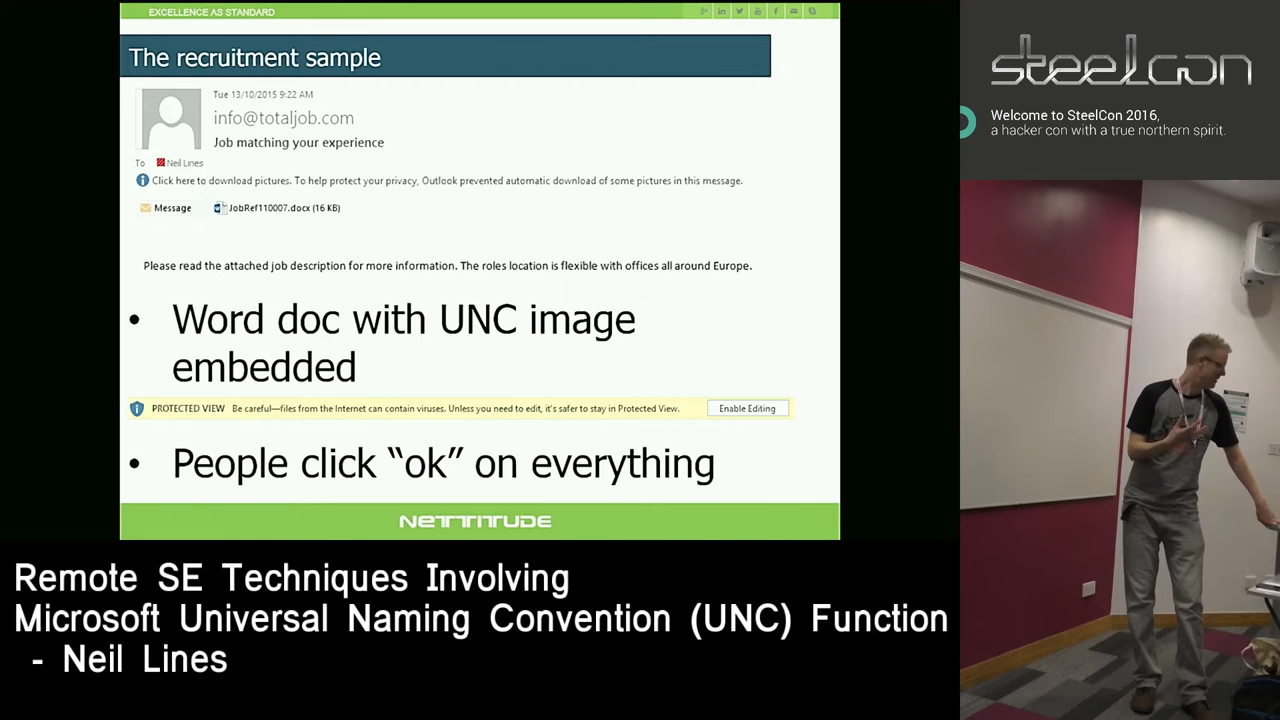 EXCELLENCE AS STANDARD
The recruitment sample
Tue 13/10/2015 9:22 AM
info@totaljob.com
Job matching your experience
To Neil Lines
Click here to download pictures. To help protect your privacy, Outlook prevented automatic download of some pictures in this message.
Message JobRef110007.docx (16 KB)
Please read the attached job description for more information. The roles location is flexible with offices all around Europe.
• Word doc with UNC image
embedded
PROTECTED VIEW Be careful—files from the Internet can contain viruses. Unless you need to edit, it's safer to stay in Protected View. Enable Editing
• People click “ok” on everything
NETTITUDE
steelcon
Welcome to SteelCon 2016,
a hacker con with a true northern spirit.
Remote SE Techniques Involving
Microsoft Universal Naming Convention (UNC) Function
- Neil Lines